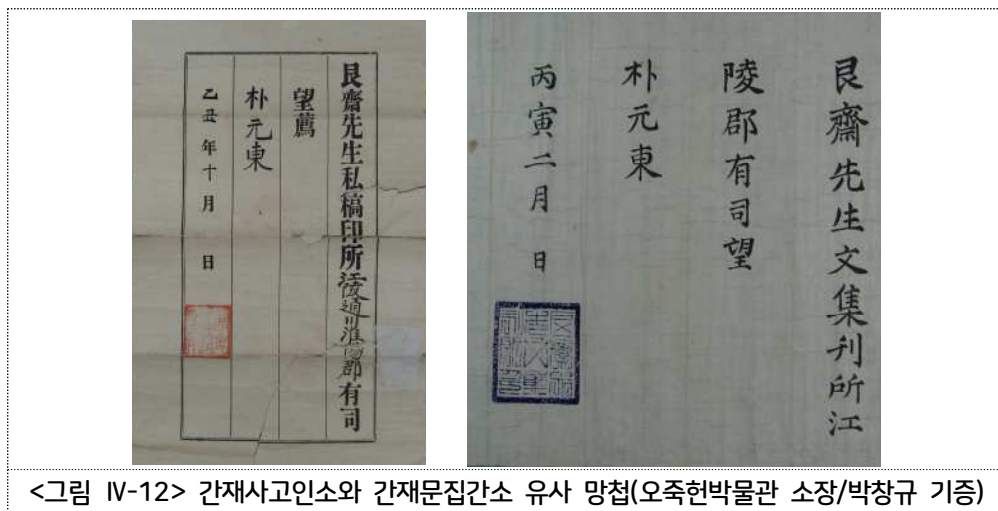 艮齋先生私稿印所江陵通川淮陽郡有司
望薦
朴元東
乙丑年十月 日
艮齋先生文集刊所江
陵郡有司望
朴元東
丙寅二月 日
<그림 Ⅳ-12> 간재사고인소와 간재문집간소 유사 망첩(오죽헌박물관 소장/박창규 기증)